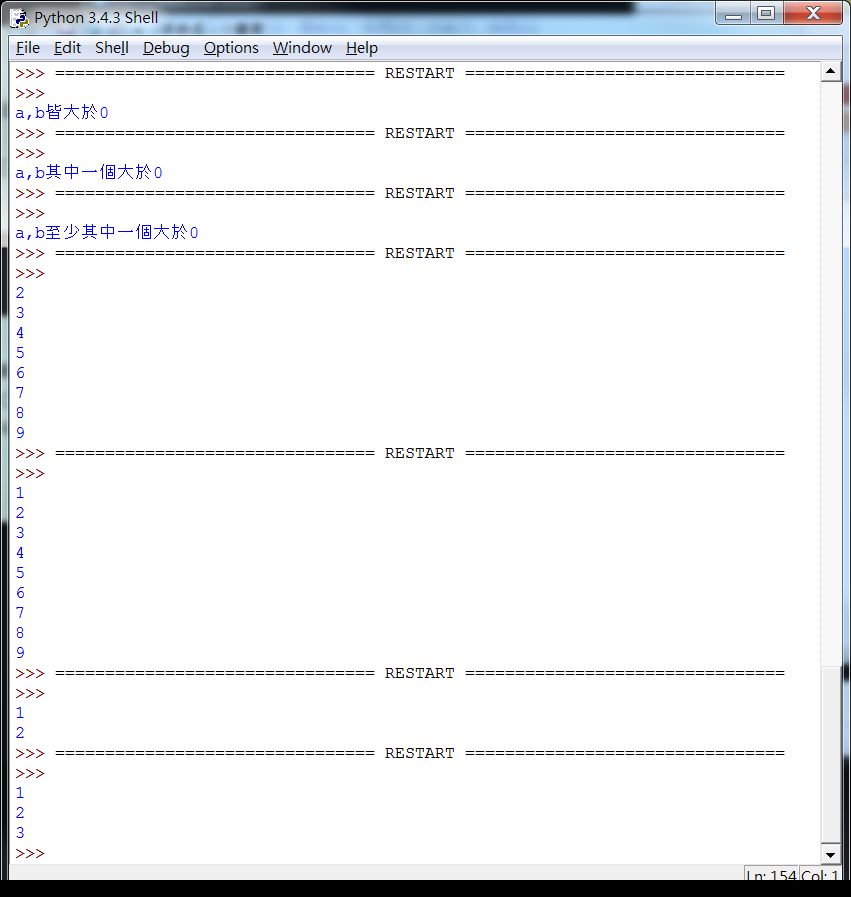 Python 3.4.3 Shell
File Edit Shell Debug Options Window Help
>>> ================================ RESTART ================================
>>>
a,b皆大於0
>>> ================================ RESTART ================================
>>>
a,b其中一個大於0
>>> ================================ RESTART ================================
>>>
a,b至少其中一個大於0
>>> ================================ RESTART ================================
>>>
2
3
4
5
6
7
8
9
>>> ================================ RESTART ================================
>>>
1
2
3
4
5
6
7
8
9
>>> ================================ RESTART ================================
>>>
1
2
>>> ================================ RESTART ================================
>>>
1
2
3
>>>
Ln: 154 Col: 1